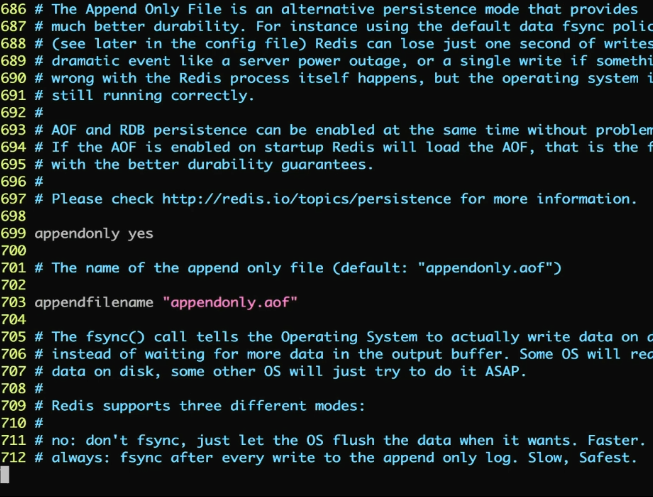 686 # The Append Only File is an alternative persistence mode that provides
687 # much better durability. For instance using the default data fsync polic
688 # (see later in the config file) Redis can lose just one second of writes
689 # dramatic event like a server power outage, or a single write if somethi
690 # wrong with the Redis process itself happens, but the operating system i
691 # still running correctly.
692 #
693 # AOF and RDB persistence can be enabled at the same time without problem
694 # If the AOF is enabled on startup Redis will load the AOF, that is the f
695 # with the better durability guarantees.
696 #
697 # Please check http://redis.io/topics/persistence for more information.
698
699 appendonly yes
700
701 # The name of the append only file (default: "appendonly.aof")
702
703 appendfilename "appendonly.aof"
704
705 # The fsync() call tells the Operating System to actually write data on d
706 # instead of waiting for more data in the output buffer. Some OS will rea
707 # data on disk, some other OS will just try to do it ASAP.
708 #
709 # Redis supports three different modes:
710 #
711 # no: don't fsync, just let the OS flush the data when it wants. Faster.
712 # always: fsync after every write to the append only log. Slow, Safest.